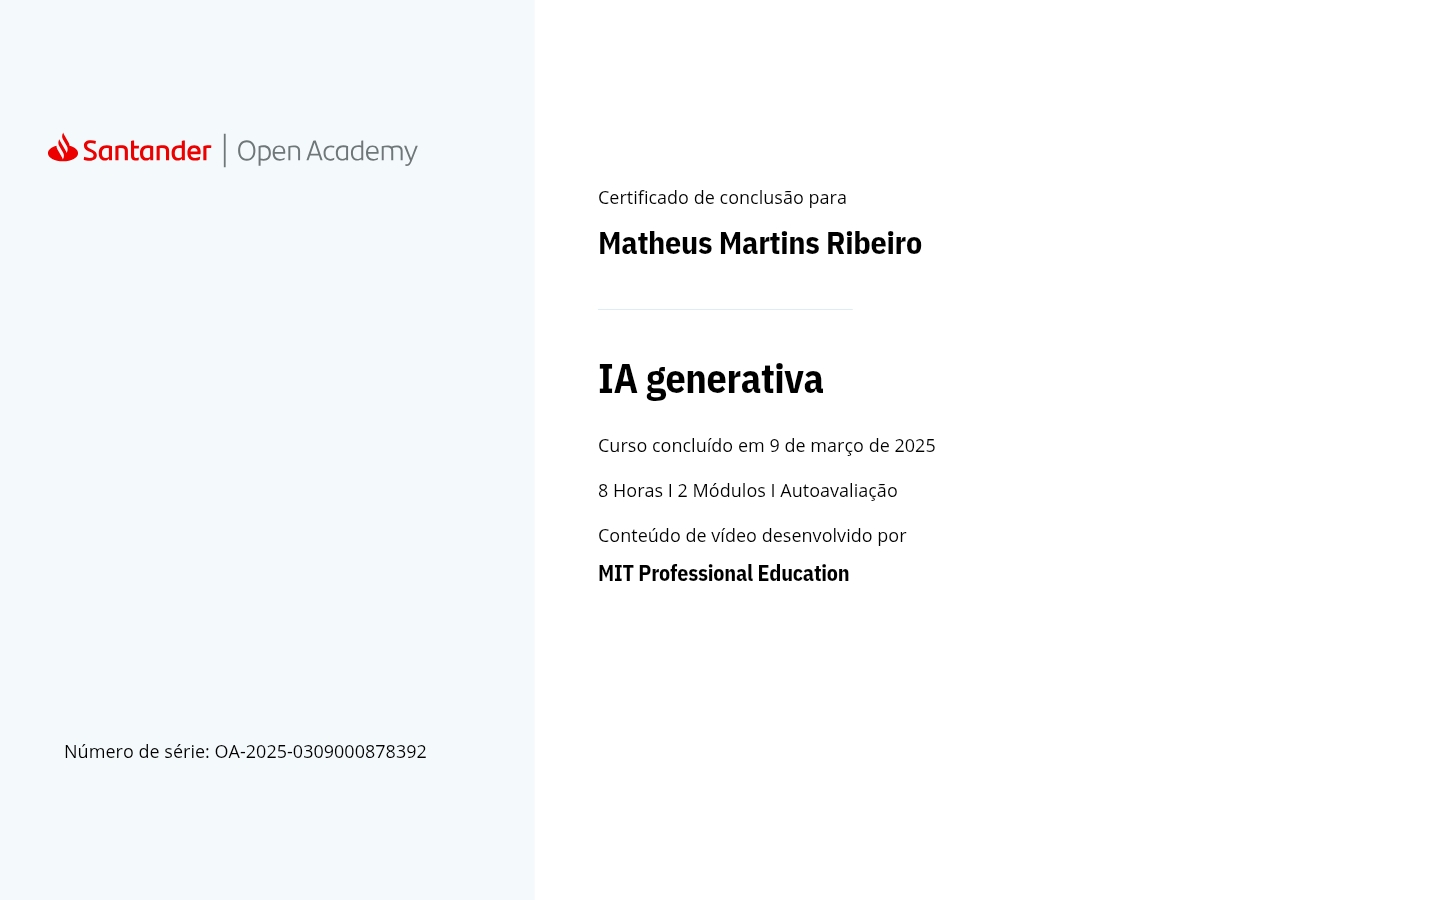 Santander | Open Academy
Certificado de conclusão para
Matheus Martins Ribeiro
IA generativa
Curso concluído em 9 de março de 2025
8 Horas I 2 Módulos I Autoavaliação
Conteúdo de vídeo desenvolvido por
MIT Professional Education
Número de série: OA-2025-0309000878392